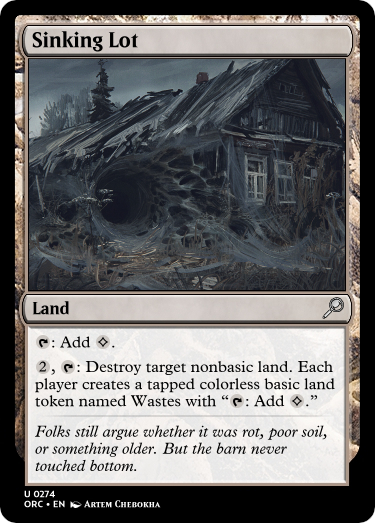 Sinking Lot
Land
: Add .
2, : Destroy target nonbasic land. Each
player creates a tapped colorless basic land
token named Wastes with “: Add .”
Folks still argue whether it was rot, poor soil,
or something older. But the barn never
touched bottom.
U 0274
ORC • EN Artem Chebokha